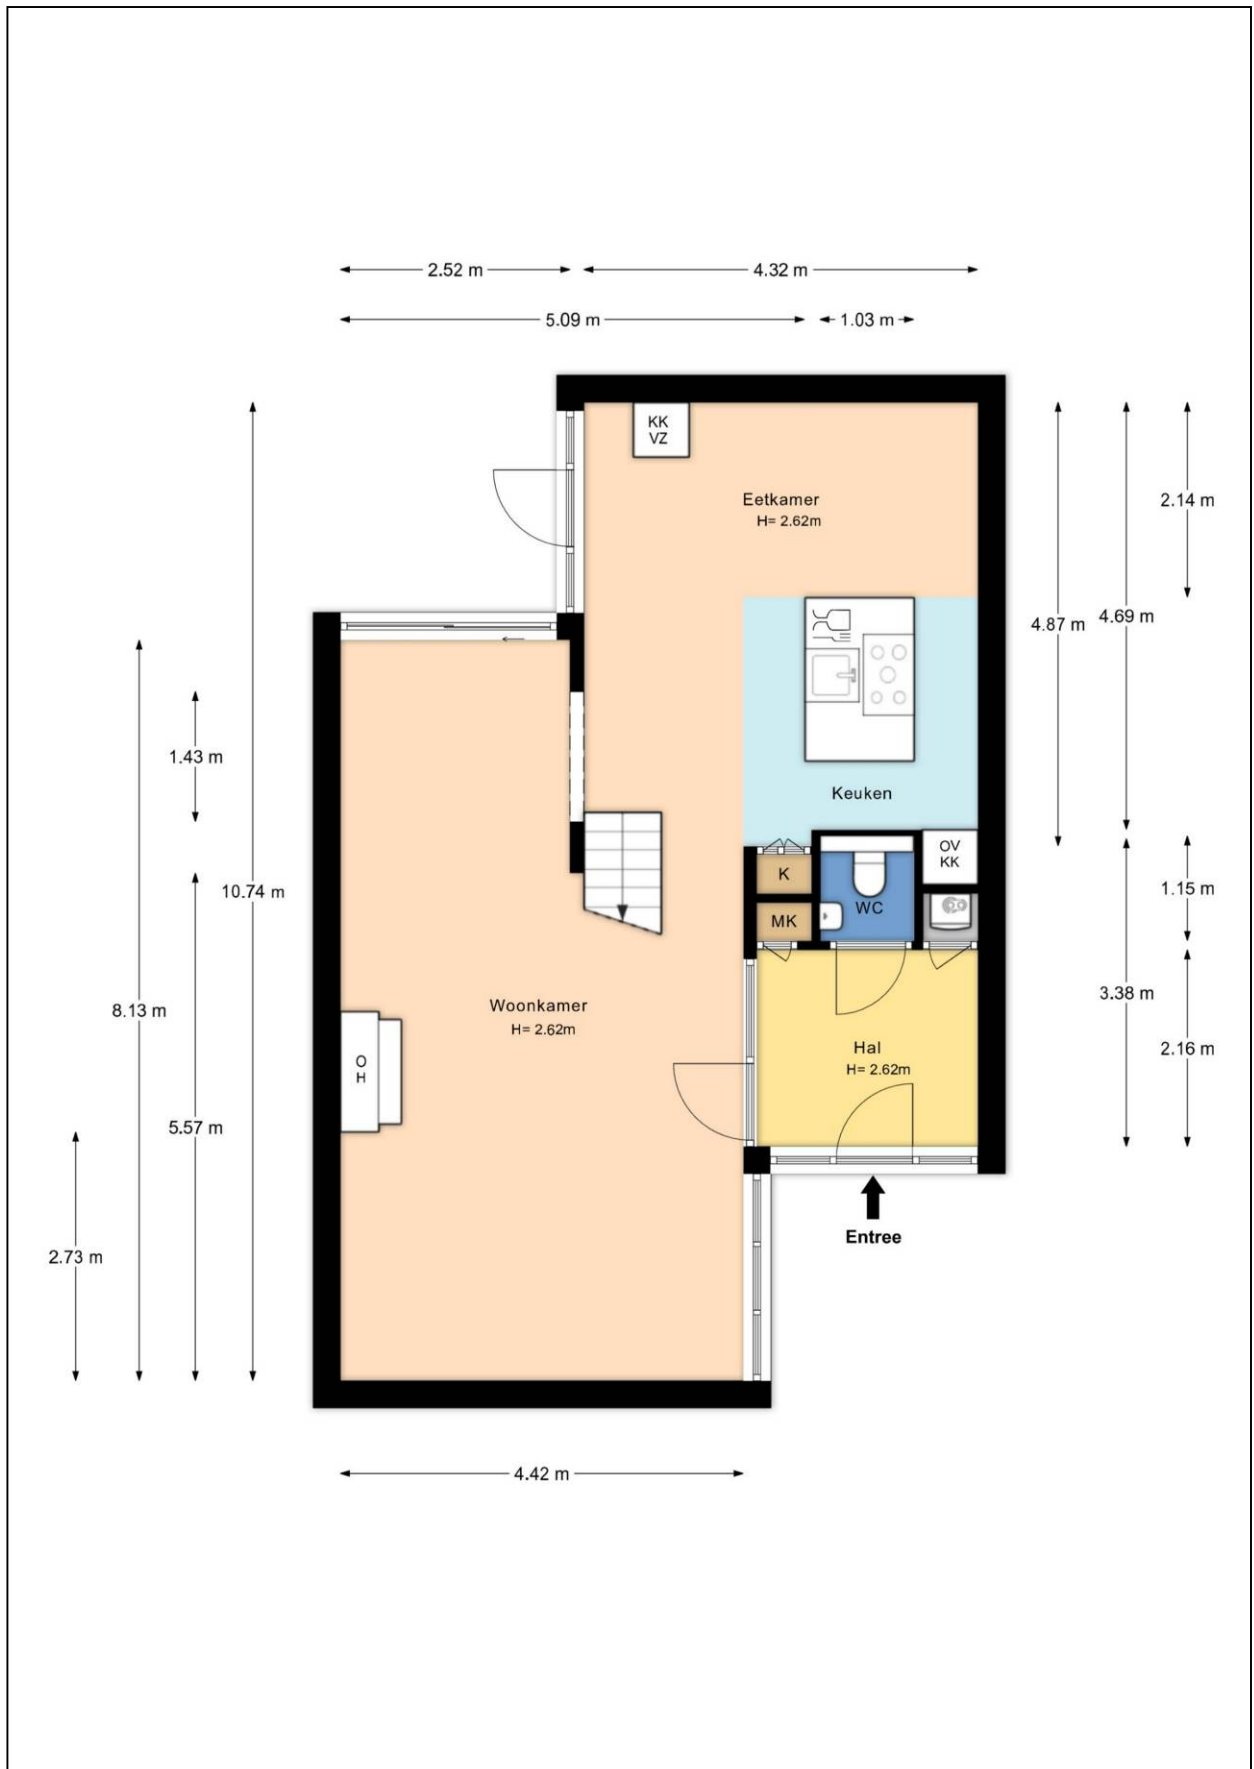 2.52 m
4.32 m
5.09 m
1.03 m
KK
VZ
Eetkamer
H= 2.62m
2.14 m
4.87 m
4.69 m
1.43 m
Keuken
OV
KK
K
10.74 m
1.15 m
WC
MK
3.38 m
Woonkamer
H= 2.62m
8.13 m
Hal
H= 2.62m
2.16 m
O
H
5.57 m
Entree
2.73 m
4.42 m